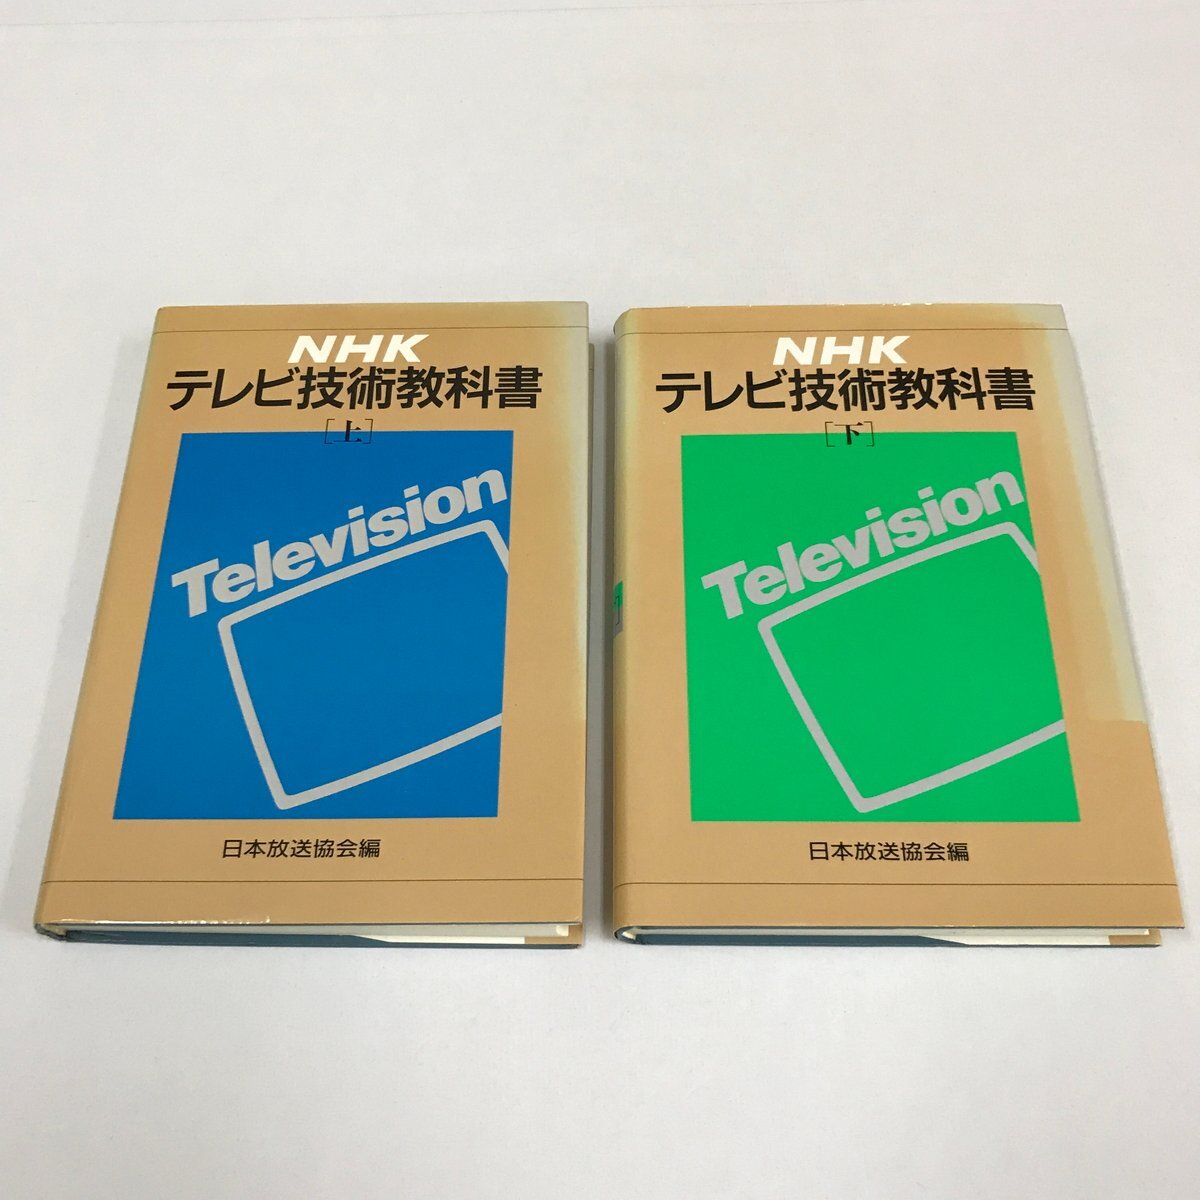 NHK
テレビ技術教科書
[上]
Television
日本放送協会編
NHK
テレビ技術教科書
[下]
Television
日本放送協会編